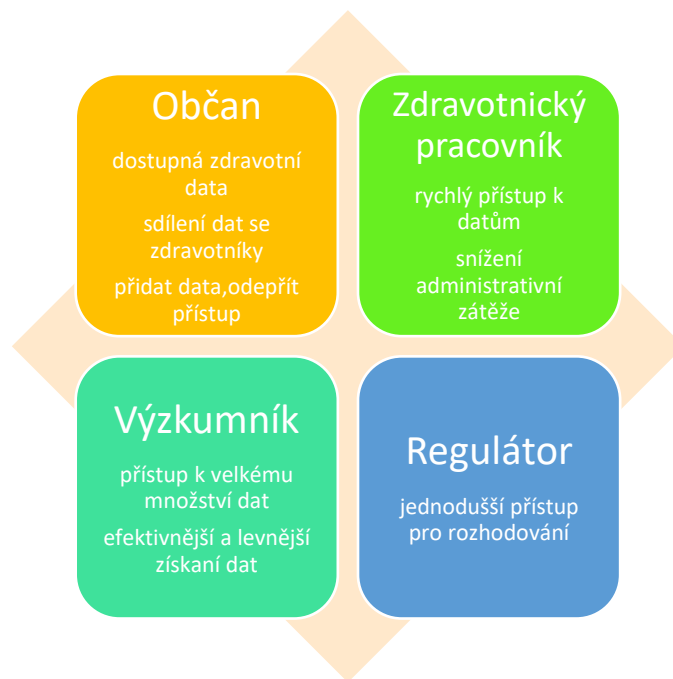 Občan
dostupná zdravotní
data
sdílení dat se
zdravotníky
přidat data,odepřít
přístup
Zdravotnický
pracovník
rychlý přístup k
datům
snížení
administrativní
zátěže
Výzkumník
přístup k velkému
množství dat
efektivnější a levnější
získaní dat
Regulátor
jednodušší přístup
pro rozhodování